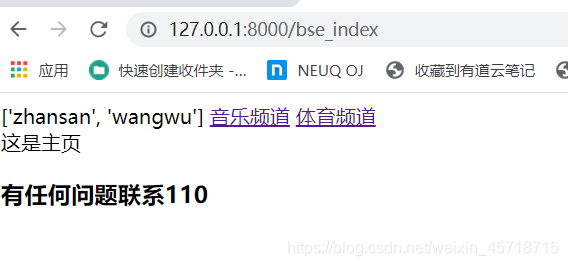 127.0.0.1:8000/bse_index
应用 快速创建收件夹 -... NEUQ OJ 收藏到有道云笔记
['zhansan', 'wangwu'] 音乐频道 体育频道
这是主页
有任何问题联系110
https://blog.csdn.net/weixin_45718715